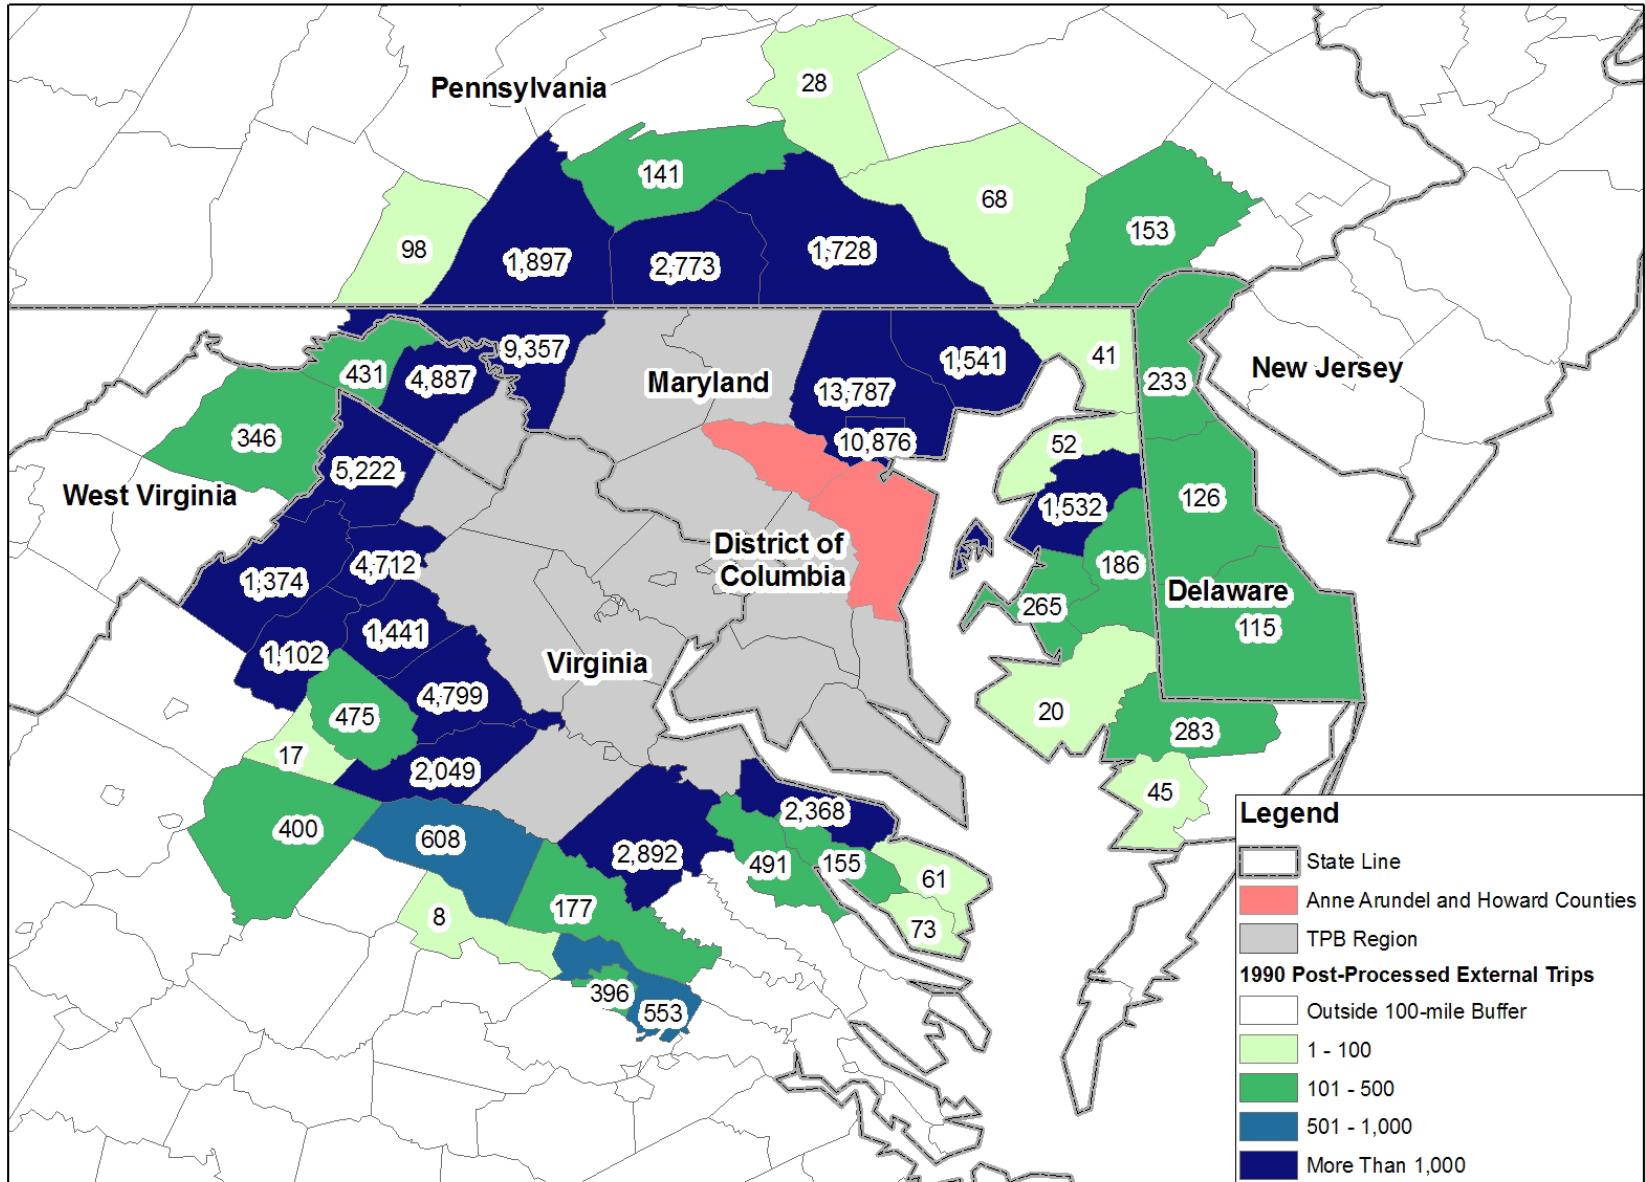 28
Pennsylvania
141
68
153
98
1,897
2,773
1,728
9,357
1,541
41
431
4,887
Maryland
13,787
233
New Jersey
346
10,876
52
5,222
West Virginia
1,532
126
District of
Columbia
4,712
1,374
186
Delaware
265
115
1,441
1,102
Virginia
4,799
475
20
283
17
2,049
45
2,368
400
608
2,892
491
155
61
8
177
73
396
553
Legend
State Line
Anne Arundel and Howard Counties
TPB Region
1990 Post-Processed External Trips
Outside 100-mile Buffer
1 - 100
101 - 500
501 - 1,000
More Than 1,000